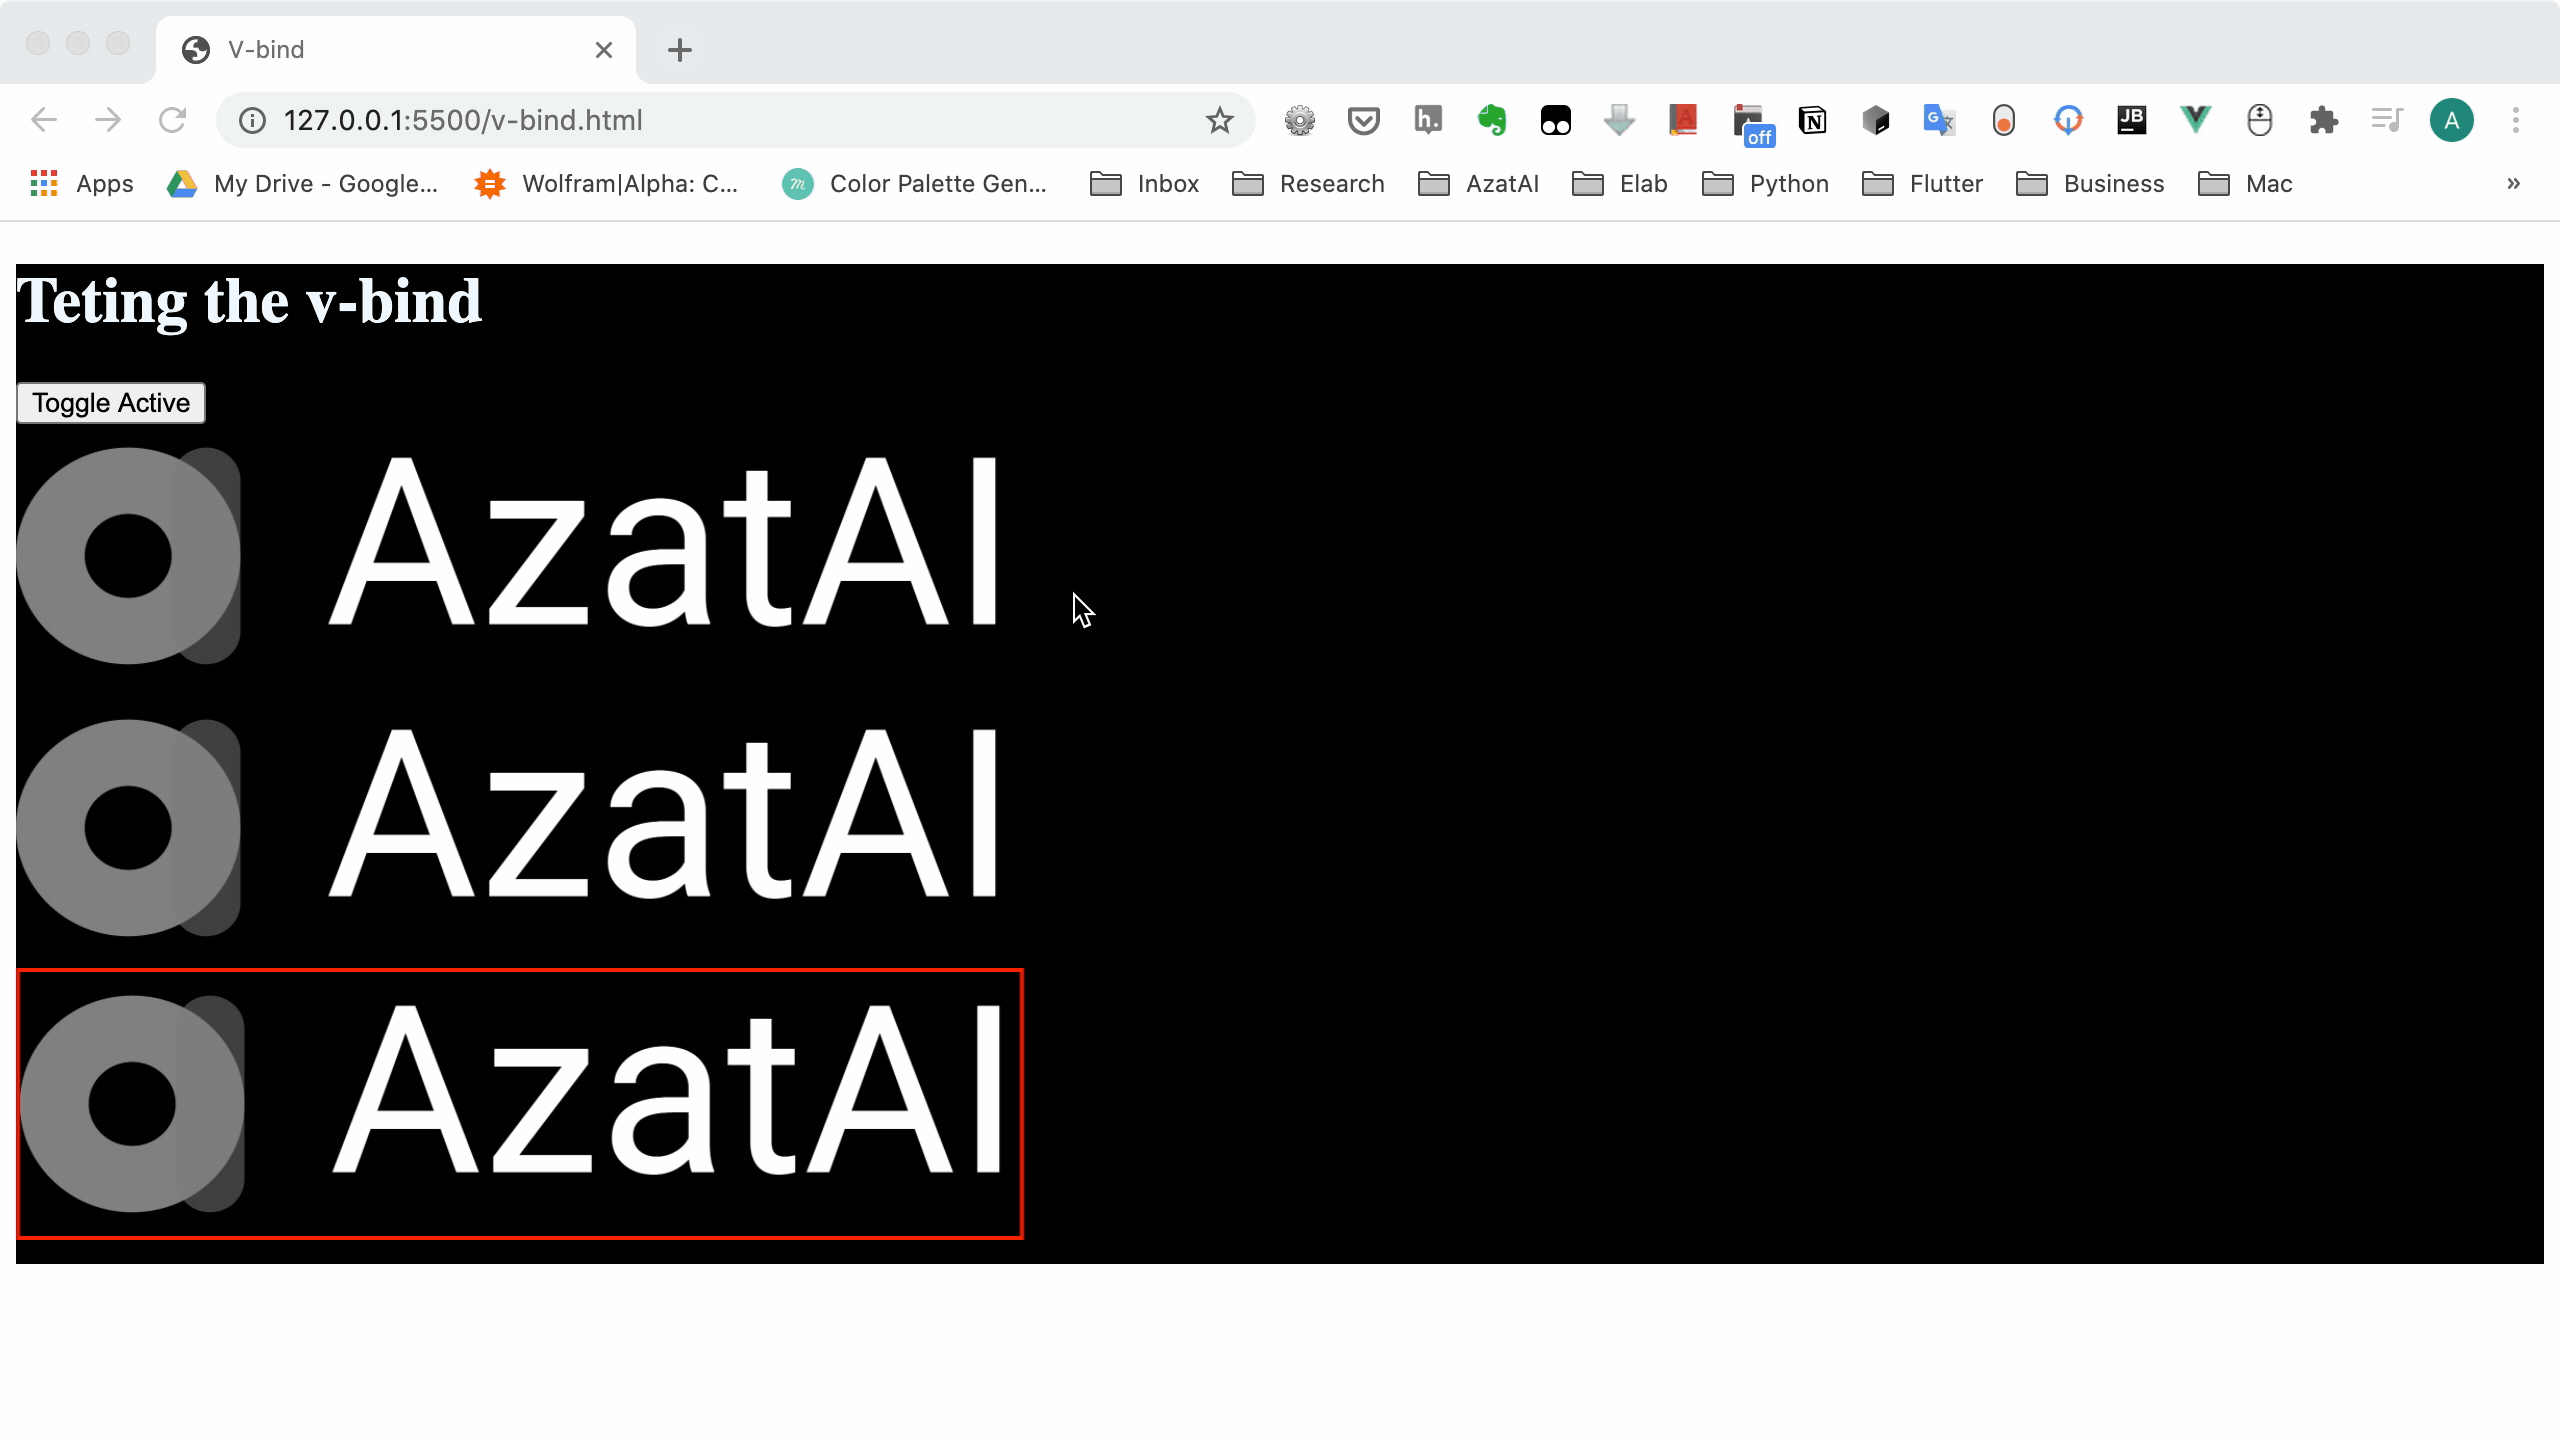 V-bind
127.0.0.1:5500/v-bind.html
h.
off
N
G
JB
A
Apps
My Drive - Google...
Wolfram|Alpha: C...
m
Color Palette Gen...
Inbox
Research
AzatAI
Elab
Python
Flutter
Business
Mac
»
Teting the v-bind
Toggle Active
AzatAI
AzatAI
AzatAI